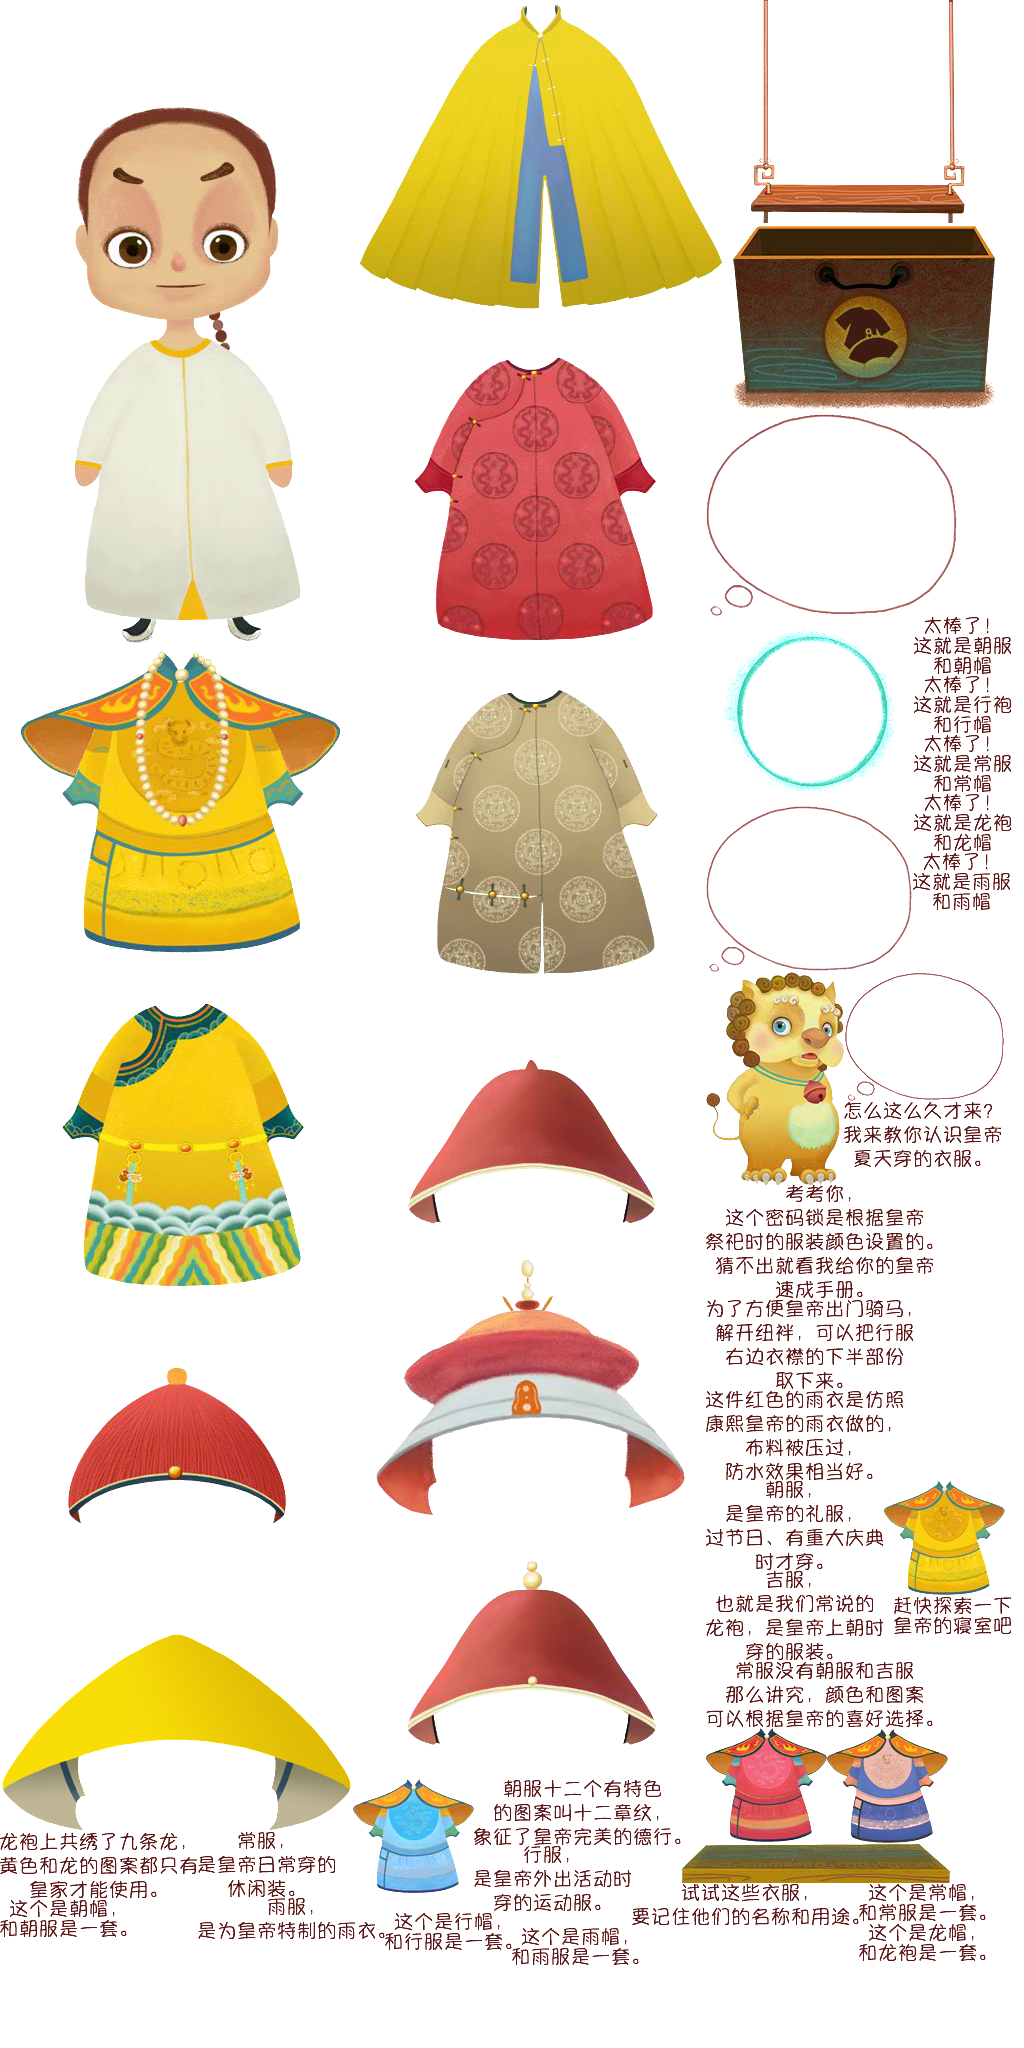 太棒了！
这就是朝服
和朝帽
太棒了！
这就是行袍
和行帽
太棒了！
这就是常服
和常帽
太棒了！
这就是龙袍
和龙帽
太棒了！
这就是雨服
和雨帽
怎么这么久才来？
我来教你认识皇帝
夏天穿的衣服。
考考你，
这个密码锁是根据皇帝
祭祀时的服装颜色设置的。
猜不出就看我给你的皇帝
速成手册。
为了方便皇帝出门骑马，
解开纽袢，可以把行服
右边衣襟的下半部份
取下来。
这件红色的雨衣是仿照
康熙皇帝的雨衣做的，
布料被压过，
防水效果相当好。
朝服，
是皇帝的礼服，
过节日、有重大庆典
时才穿。
吉服，
也就是我们常说的
龙袍，是皇帝上朝时
穿的服装。
赶快探索一下
皇帝的寝室吧
常服没有朝服和吉服
那么讲究，颜色和图案
可以根据皇帝的喜好选择。
龙袍上共绣了九条龙，
黄色和龙的图案都只有
皇家才能使用。
这个是朝帽，
和朝服是一套。
常服，
是皇帝日常穿的
休闲装。
雨服，
是为皇帝特制的雨衣。
朝服十二个有特色
的图案叫十二章纹，
象征了皇帝完美的德行。
行服，
是皇帝外出活动时
穿的运动服。
这个是行帽，
和行服是一套。
这个是雨帽，
和雨服是一套。
试试这些衣服，
要记住他们的名称和用途。
这个是常帽，
和常服是一套。
这个是龙帽，
和龙袍是一套。